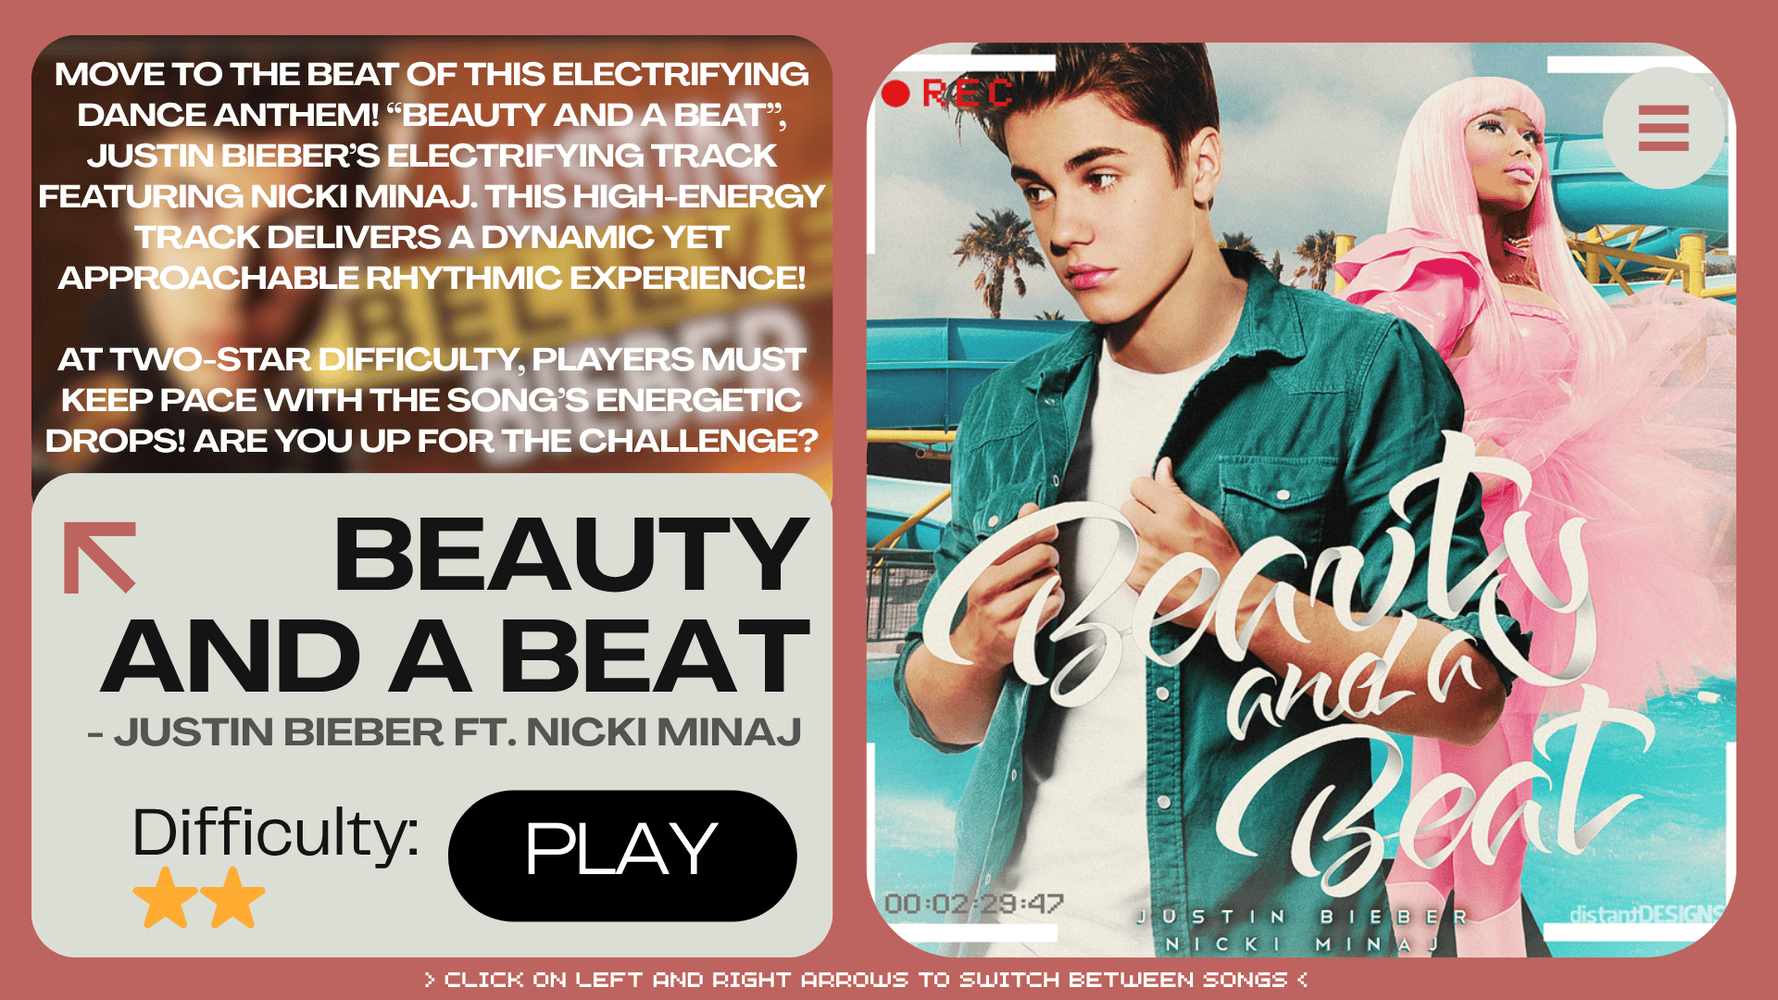 MOVE TO THE BEAT OF THIS ELECTRIFYING
DANCE ANTHEM! “BEAUTY AND A BEAT”,
JUSTIN BIEBER’S ELECTRIFYING TRACK
FEATURING NICKI MINAJ. THIS HIGH-ENERGY
TRACK DELIVERS A DYNAMIC YET
APPROACHABLE RHYTHMIC EXPERIENCE!
AT TWO-STAR DIFFICULTY, PLAYERS MUST
KEEP PACE WITH THE SONG’S ENERGETIC
DROPS! ARE YOU UP FOR THE CHALLENGE?
JUSTIN
BELIEVE
BIEBER
BEAUTY
AND A BEAT
- JUSTIN BIEBER FT. NICKI MINAJ
Difficulty:
PLAY
REC
Beauty
and a
Beat
00:02:29:47
JUSTIN BIEBER
NICKI MINAJ
distantDESIGNS
> CLICK ON LEFT AND RIGHT ARROWS TO SWITCH BETWEEN SONGS <